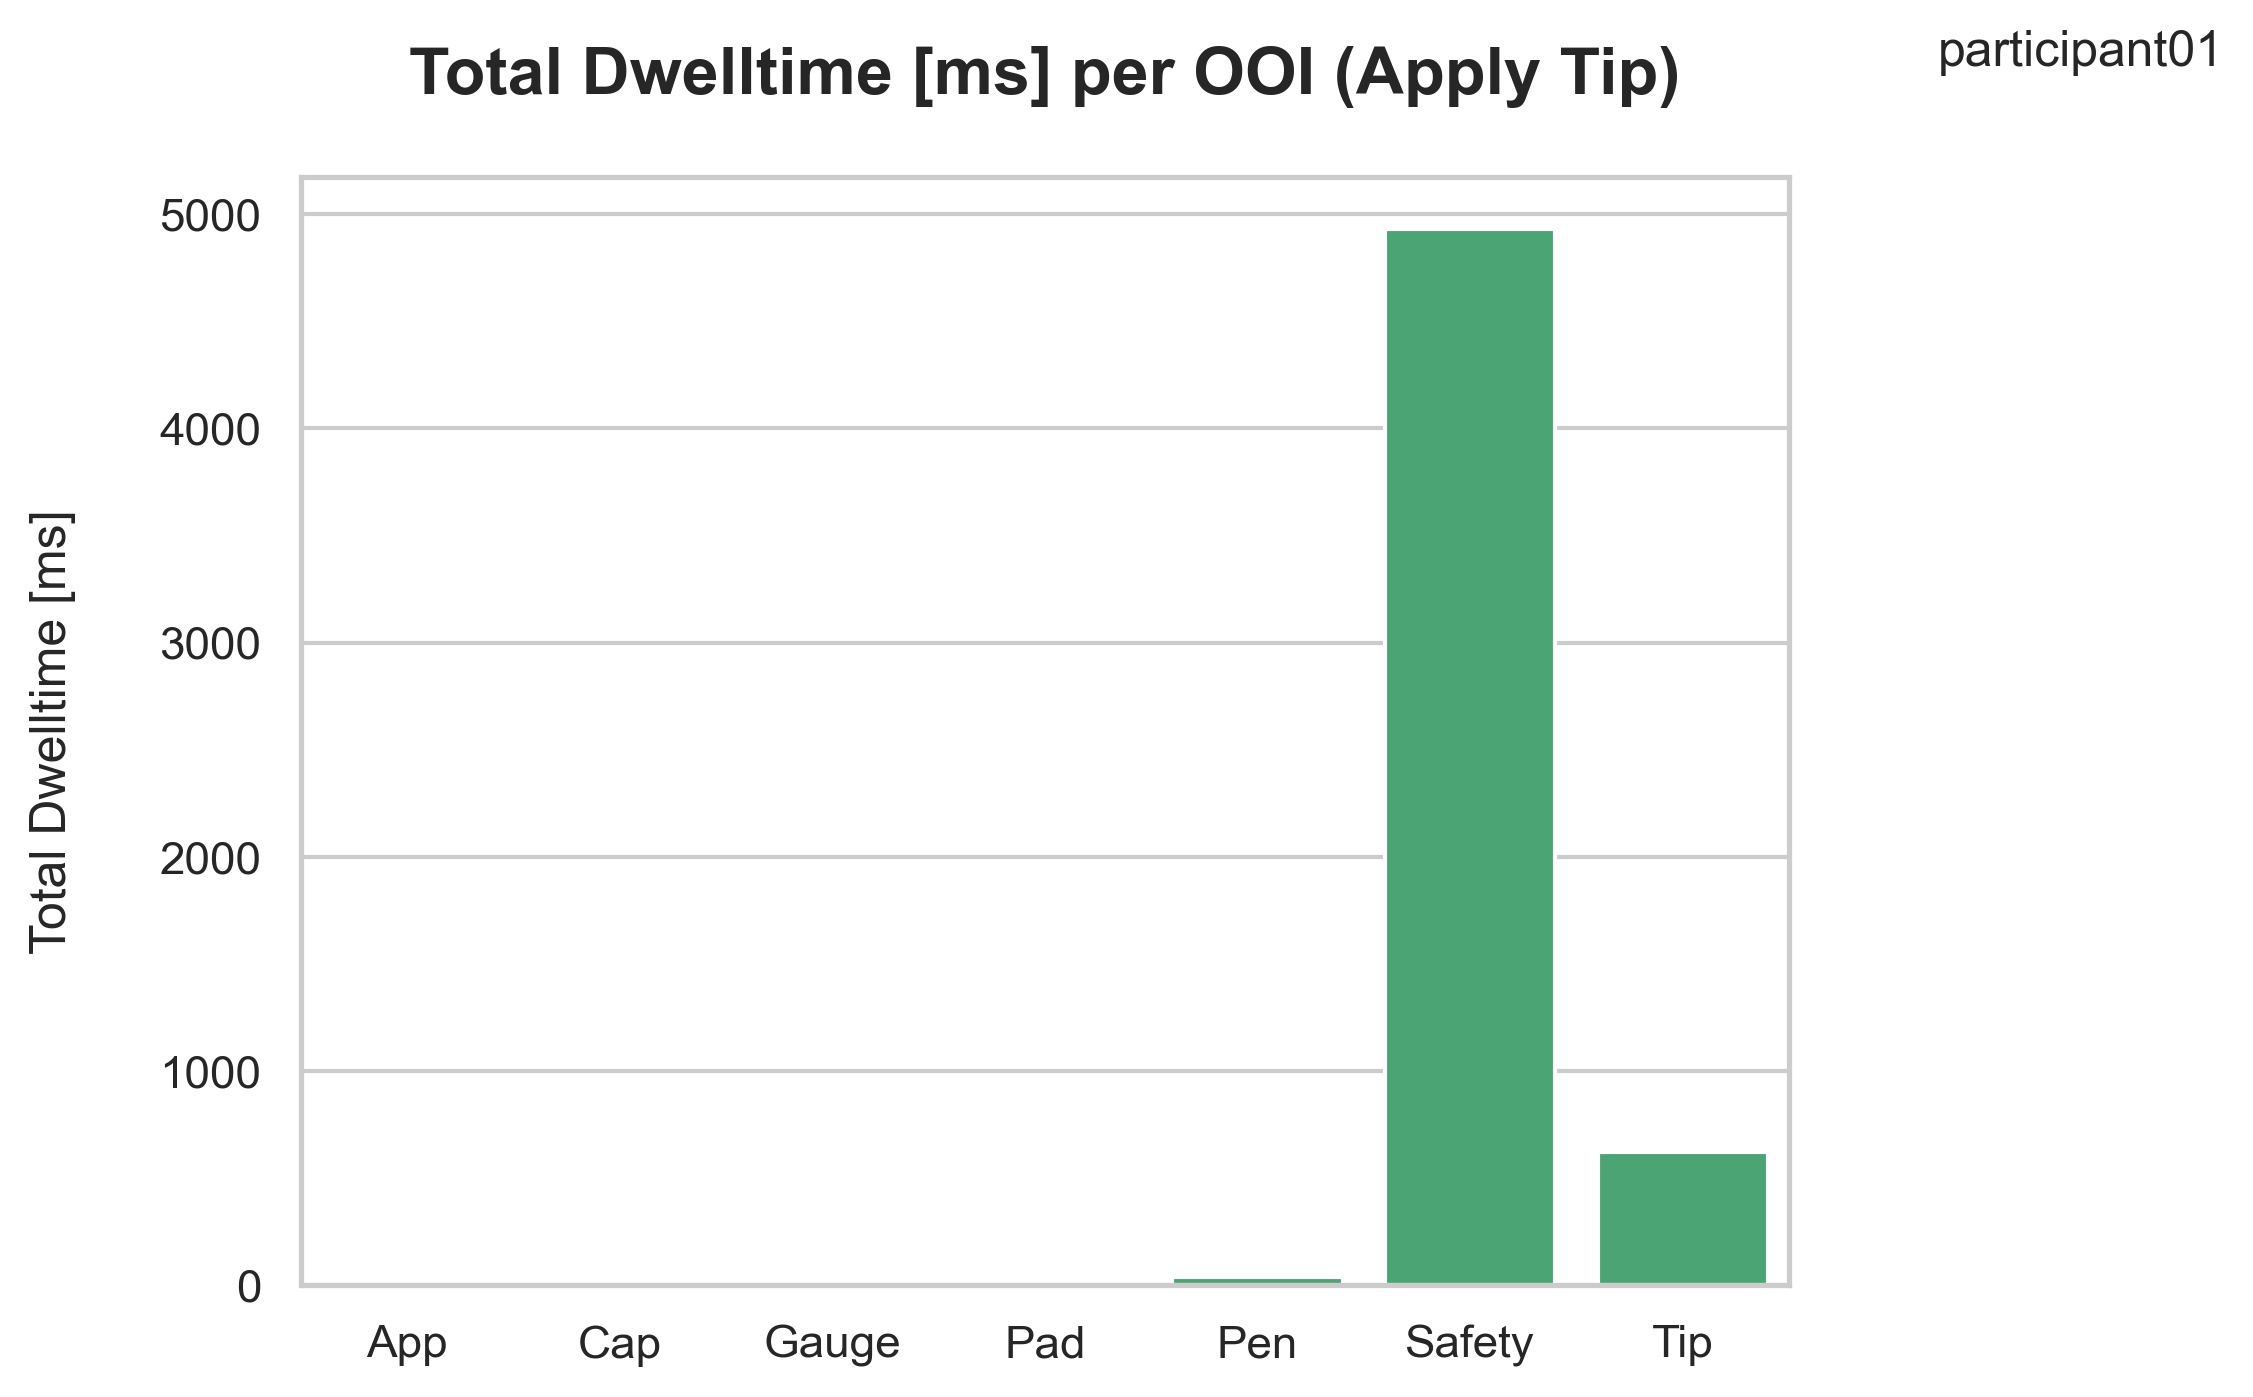 Total Dwelltime [ms] per OOI (Apply Tip)
participant01
Total Dwelltime [ms]
5000
4000
3000
2000
1000
0
App Cap Gauge Pad Pen Safety Tip